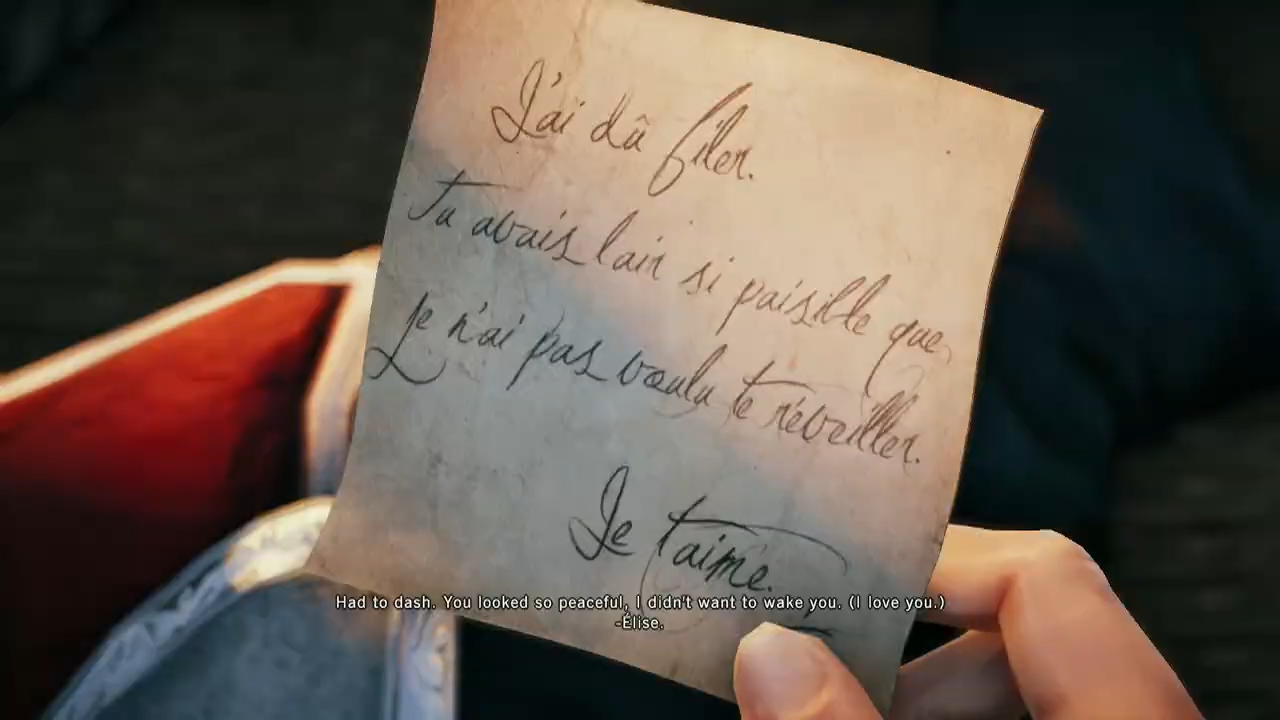 J'ai dû filer.
tu avais lair si paisible que
je n'ai pas voulu te réveiller.
Je t'aime.
Had to dash. You looked so peaceful, I didn't want to wake you. (I love you.)
-Élise.